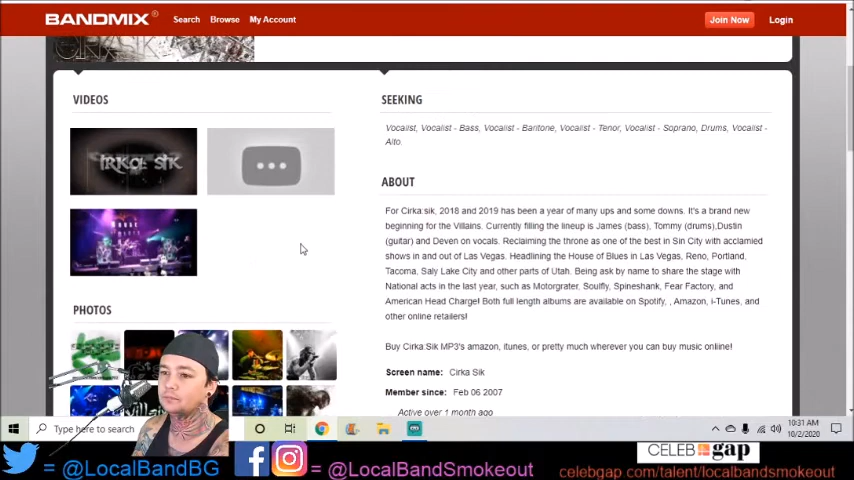 BANDMIX®
Search Browse My Account
Join Now Login
VIDEOS
CIRKA SIK
PHOTOS
SEEKING
Vocalist, Vocalist - Bass, Vocalist - Baritone, Vocalist - Tenor, Vocalist - Soprano, Drums, Vocalist -
Alto.
ABOUT
For Cirka:sik, 2018 and 2019 has been a year of many ups and some downs. It's a brand new
beginning for the Villains. Currently filling the lineup is James (bass), Tommy (drums),Dustin
(guitar) and Deven on vocals. Reclaiming the throne as one of the best in Sin City with acclamied
shows in and out of Las Vegas. Headlining the House of Blues in Las Vegas, Reno, Portland,
Tacoma, Saly Lake City and other parts of Utah. Being ask by name to share the stage with
National acts in the last year, such as Motorgrater, Soulfly, Spineshank, Fear Factory, and
American Head Charge! Both full length albums are available on Spotify, , Amazon, i-Tunes, and
other online retailers!
Buy Cirka:Sik MP3's amazon, itunes, or pretty much wherever you can buy music online!
Screen name: Cirka Sik
Member since: Feb 06 2007
Active over 1 month ago
Type here to search
10:31 AM
10/2/2020
CELEB gap
= @LocalBandBG = @LocalBandSmokeout celebgap.com/talent/localbandsmokeout